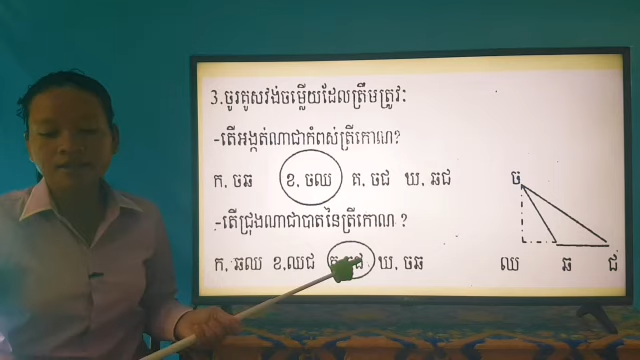 3.ចូរគូសវង់ចម្លើយដែលត្រឹមត្រូវៈ
-តើអង្កត់ណាជាកំពស់ត្រីកោណ?
ក, ចឆ ខ, ចឈ គ, ចជ ឃ, ឆជ
-តើជ្រុងណាជាបាតនៃត្រីកោណ ?
ក, ឆឈ ខ,ឈជ ឃ, ចឆ
ច
ឈ ឆ ជ